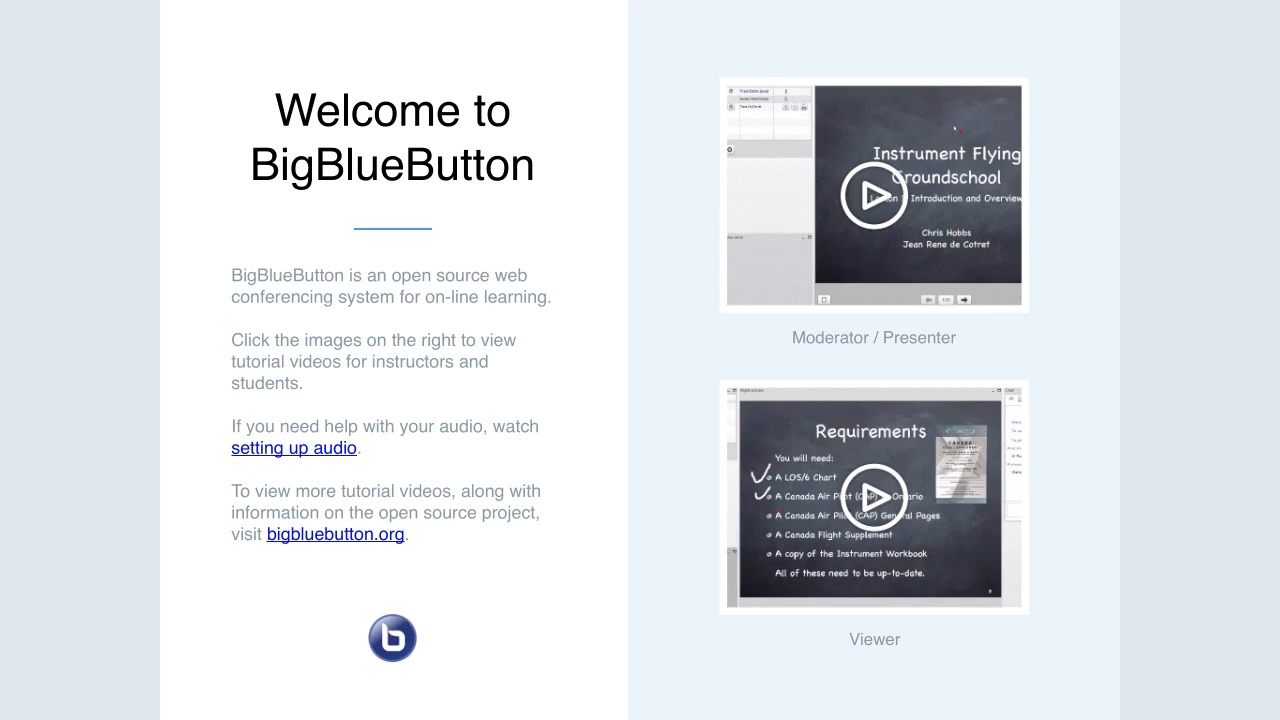 Welcome to
BigBlueButton
BigBlueButton is an open source web
conferencing system for on-line learning.
Click the images on the right to view
tutorial videos for instructors and
students.
If you need help with your audio, watch
setting up audio.
To view more tutorial videos, along with
information on the open source project,
visit bigbluebutton.org.
b
Instrument Flying
Groundschool
Introduction and Overview
Chris Hobbs
Jean Rene de Cotret
Moderator / Presenter
Requirements
You will need:
A LO5/6 Chart
A Canada Air Pilot (CAP) Ontario
A Canada Air Pilot (CAP) General Pages
A Canada Flight Supplement
A copy of the Instrument Workbook
All of these need to be up-to-date.
CANADA
Viewer